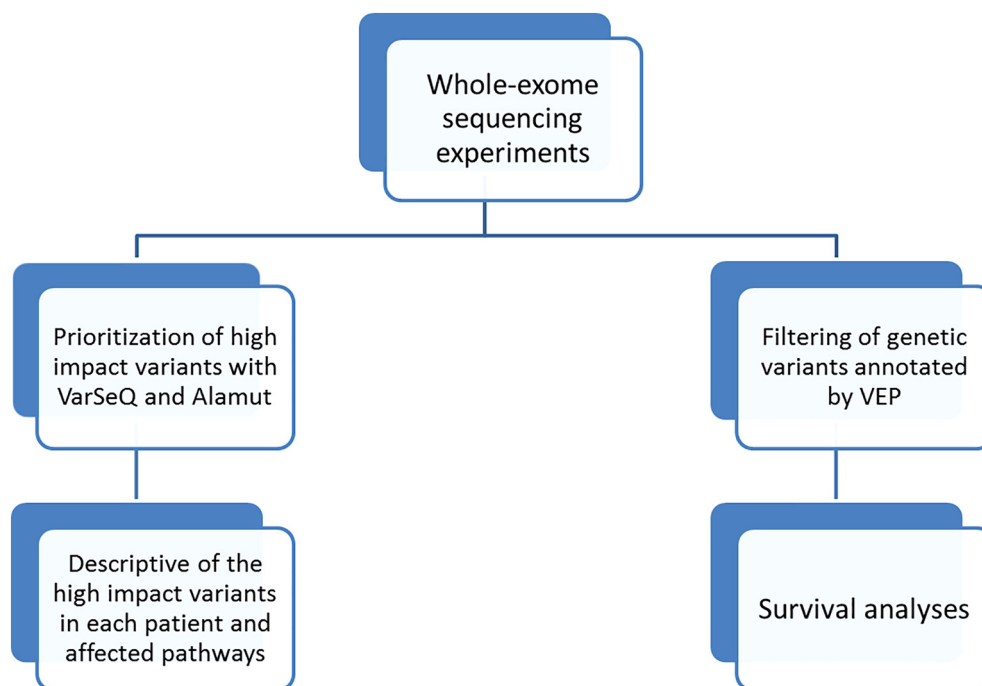 Whole-exome
sequencing
experiments
Prioritization of high
impact variants with
VarSeQ and Alamut
Filtering of genetic
variants annotated
by VEP
Descriptive of the
high impact variants
in each patient and
affected pathways
Survival analyses